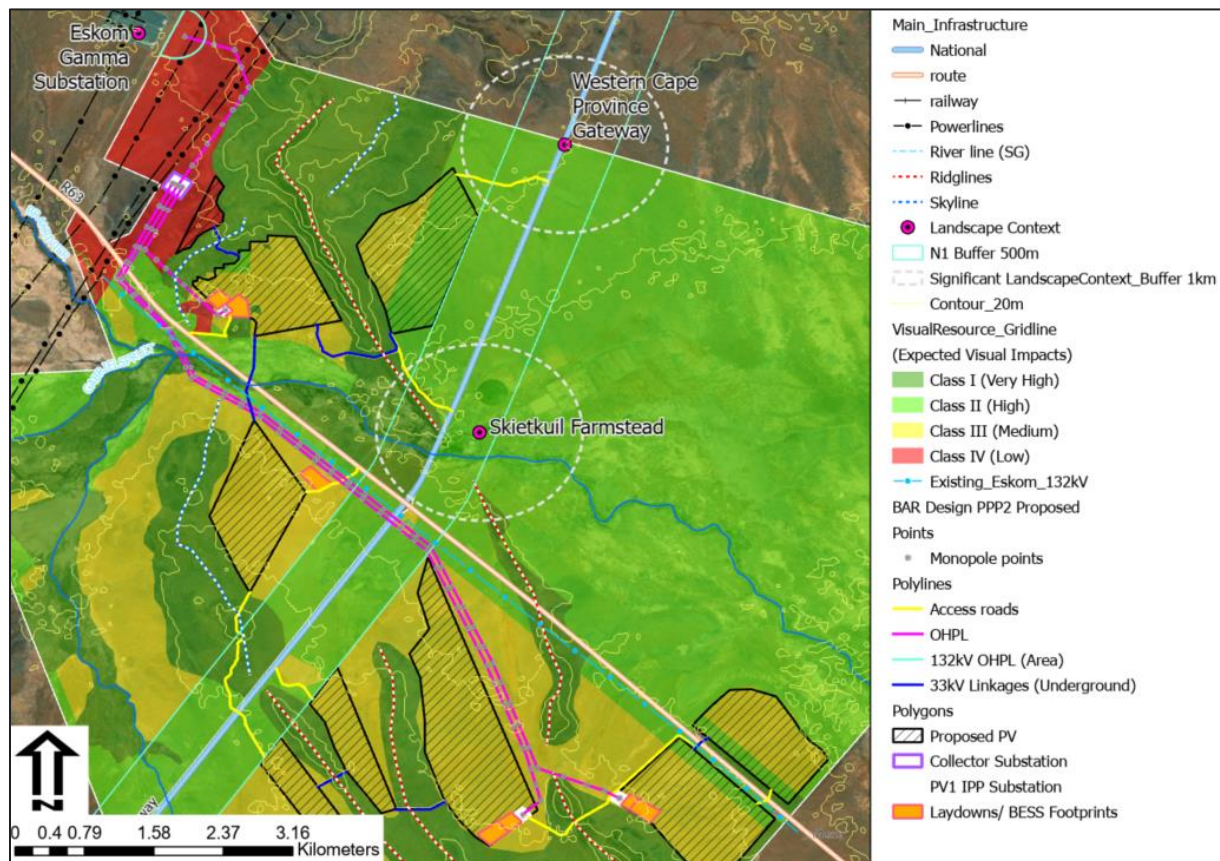 Eskom
Gamma
Substation
Western Cape
Province
Gateway
R63
Skietkuil Farmstead
way
N
0 0.4 0.79 1.58 2.37 3.16
Kilometers
Main_Infrastructure
National
route
railway
Powerlines
River line (SG)
Ridglines
Skyline
Landscape Context
N1 Buffer 500m
Significant LandscapeContext_Buffer 1km
Contour_20m
VisualResource_Gridline
(Expected Visual Impacts)
Class I (Very High)
Class II (High)
Class III (Medium)
Class IV (Low)
Existing_Eskom_132kV
BAR Design PPP2 Proposed
Points
Monopole points
Polylines
Access roads
OHPL
132kV OHPL (Area)
33kV Linkages (Underground)
Polygons
Proposed PV
Collector Substation
PV1 IPP Substation
Laydowns/ BESS Footprints